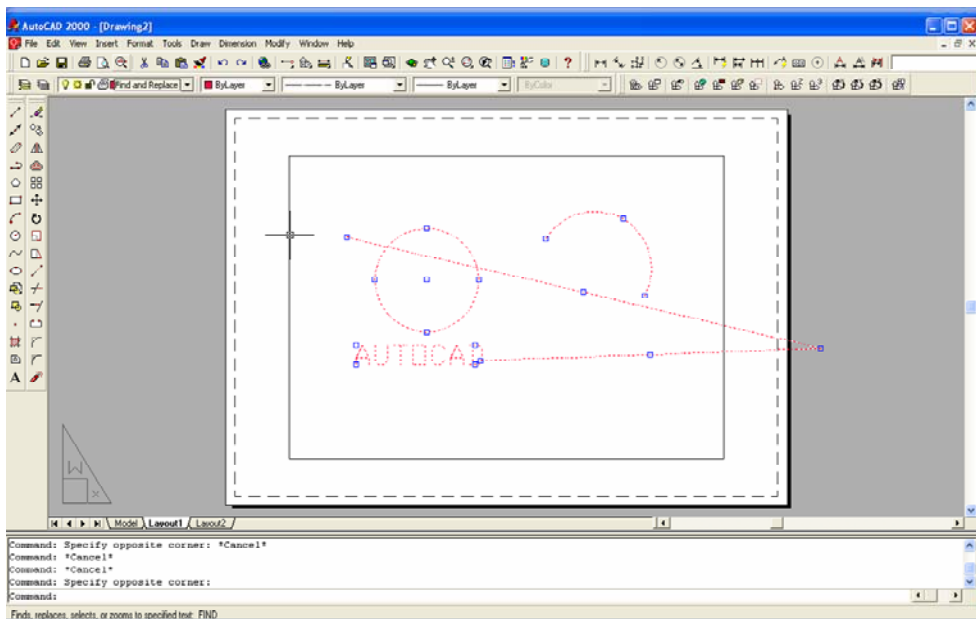 AutoCAD 2000 - [Drawing2]
File Edit View Insert Format Tools Draw Dimension Modify Window Help
Find and Replace ByLayer ByLayer ByLayer ByColor
AUTOCAD
W
X
A
Model Layout1 Layout2
Command: Specify opposite corner: *Cancel*
Command: *Cancel*
Command: *Cancel*
Command: Specify opposite corner:
Command:
Finds, replaces, selects, or zooms to specified text: FIND